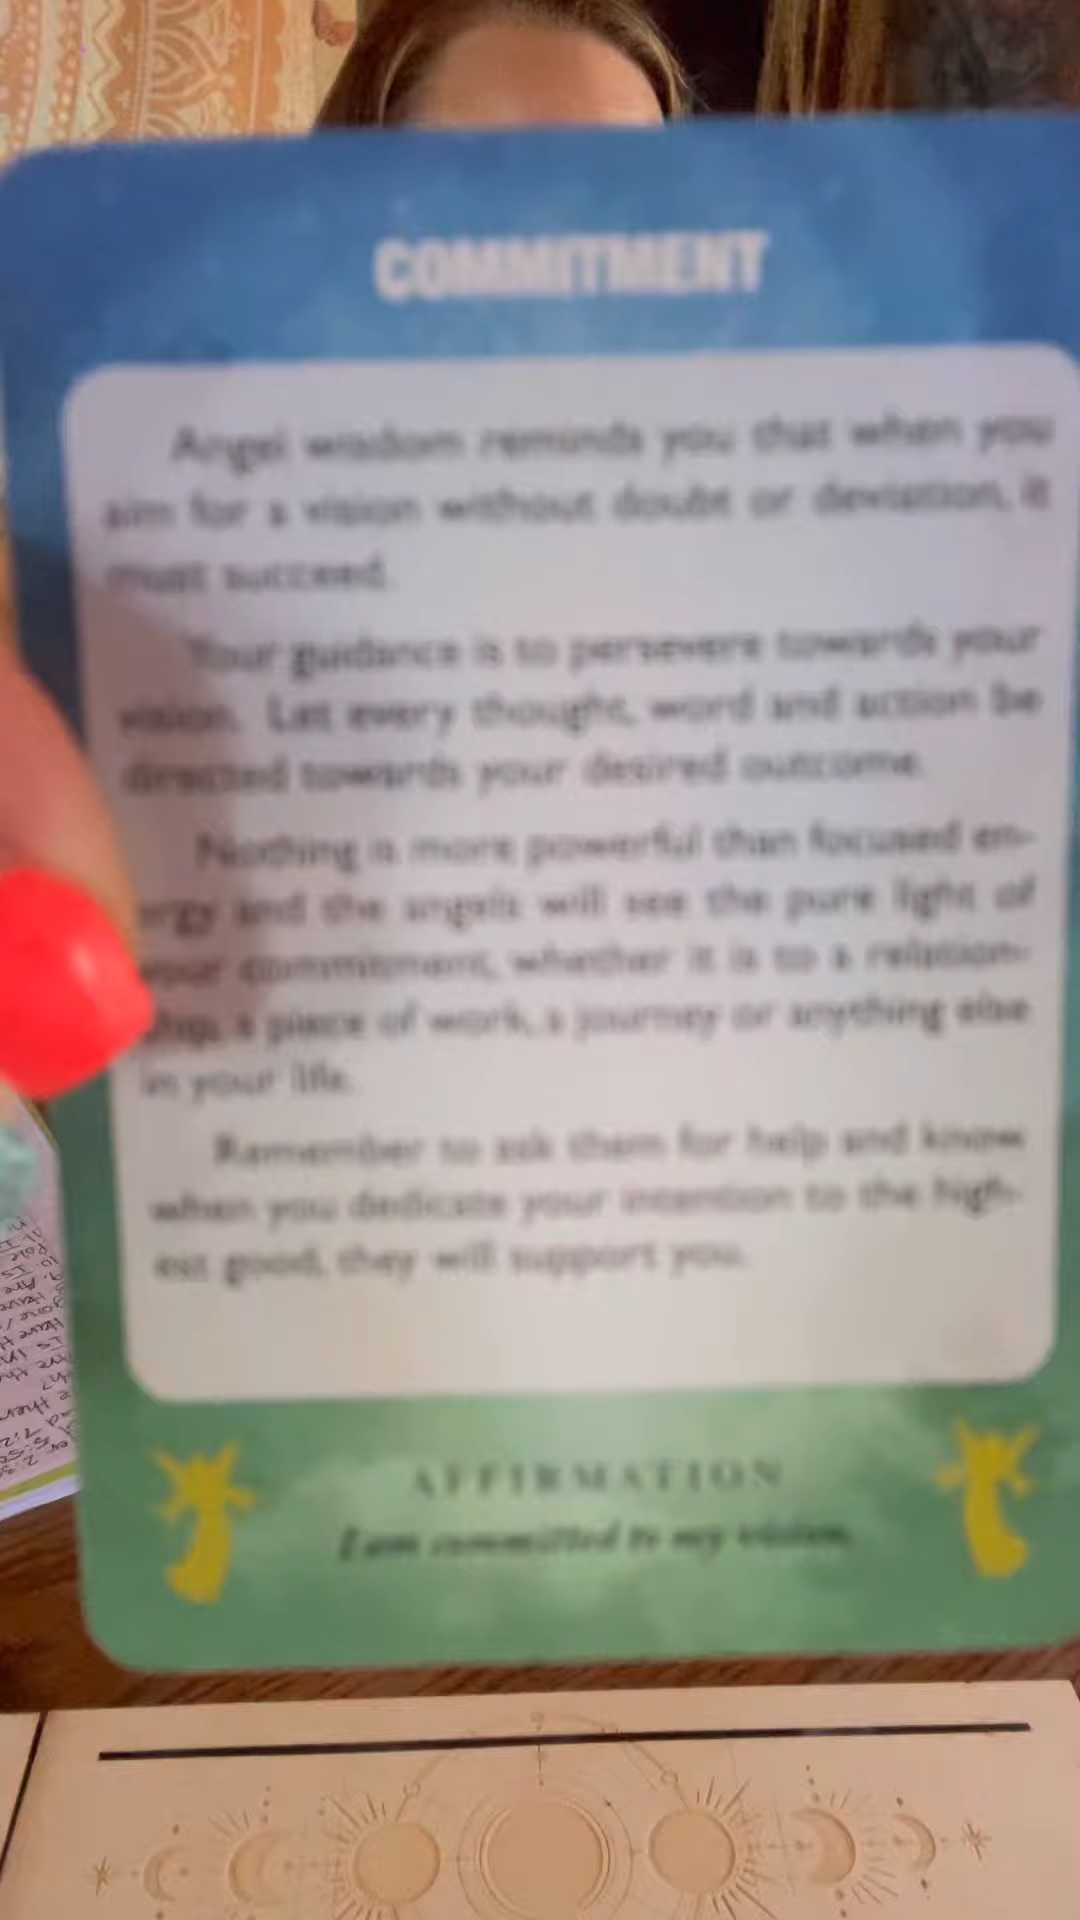 COMMITMENT
Angel wisdom reminds you that when you
aim for a vision without doubt or deviation, it
must succeed.
Your guidance is to persevere towards your
vision. Let every thought, word and action be
directed towards your desired outcome.
Nothing is more powerful than focused en-
ergy and the angels will see the pure light of
your commitment, whether it is to a relation-
ship, a piece of work, a journey or anything else
in your life.
Remember to ask them for help and know
when you dedicate your intention to the high-
est good, they will support you.
AFFIRMATION
I am committed to my vision.